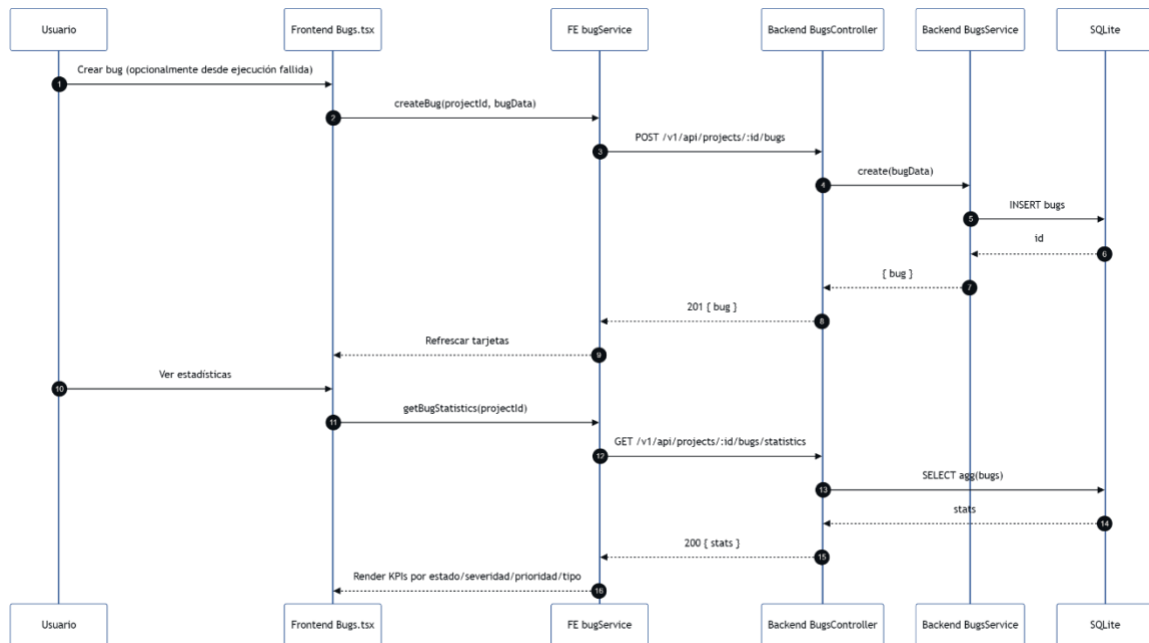 Usuario
Frontend Bugs.tsx
FE bugService
Backend BugsController
Backend BugsService
SQLite
Crear bug (opcionalmente desde ejecución fallida)
1
createBug(projectId, bugData)
2
POST /v1/api/projects/:id/bugs
3
create(bugData)
4
INSERT bugs
5
id
6
{ bug }
7
201 { bug }
8
Refrescar tarjetas
9
Ver estadísticas
10
getBugStatistics(projectId)
11
GET /v1/api/projects/:id/bugs/statistics
12
SELECT agg(bugs)
13
stats
14
200 { stats }
15
Render KPIs por estado/severidad/prioridad/tipo
16
Usuario
Frontend Bugs.tsx
FE bugService
Backend BugsController
Backend BugsService
SQLite